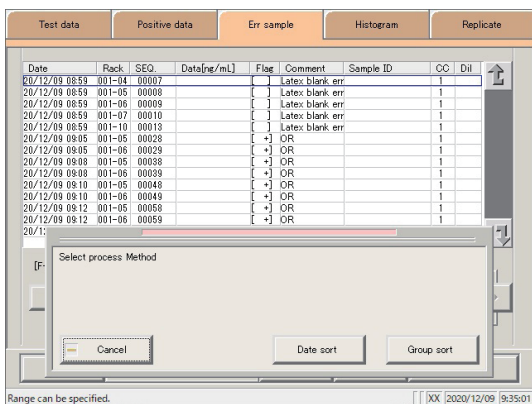 Test data Positive data Err sample Histogram Replicate
Date Rack SEQ. Data[ng/mL] Flag Comment Sample ID CC Dil
20/12/09 08:59 001-04 00007 [ ] Latex blank err 1
20/12/09 08:59 001-05 00008 [ ] Latex blank err 1
20/12/09 08:59 001-06 00009 [ ] Latex blank err 1
20/12/09 08:59 001-07 00010 [ ] Latex blank err 1
20/12/09 08:59 001-10 00013 [ ] Latex blank err 1
20/12/09 09:05 001-05 00028 [ +] OR 1
20/12/09 09:05 001-06 00029 [ +] OR 1
20/12/09 09:08 001-05 00038 [ +] OR 1
20/12/09 09:08 001-06 00039 [ +] OR 1
20/12/09 09:10 001-05 00048 [ +] OR 1
20/12/09 09:10 001-06 00049 [ +] OR 1
20/12/09 09:12 001-05 00058 [ +] OR 1
20/12/09 09:12 001-06 00059 [ +] OR 1
20/1
[F
Select process Method
Cancel Date sort Group sort
Range can be specified. XX 2020/12/09 9:35:0